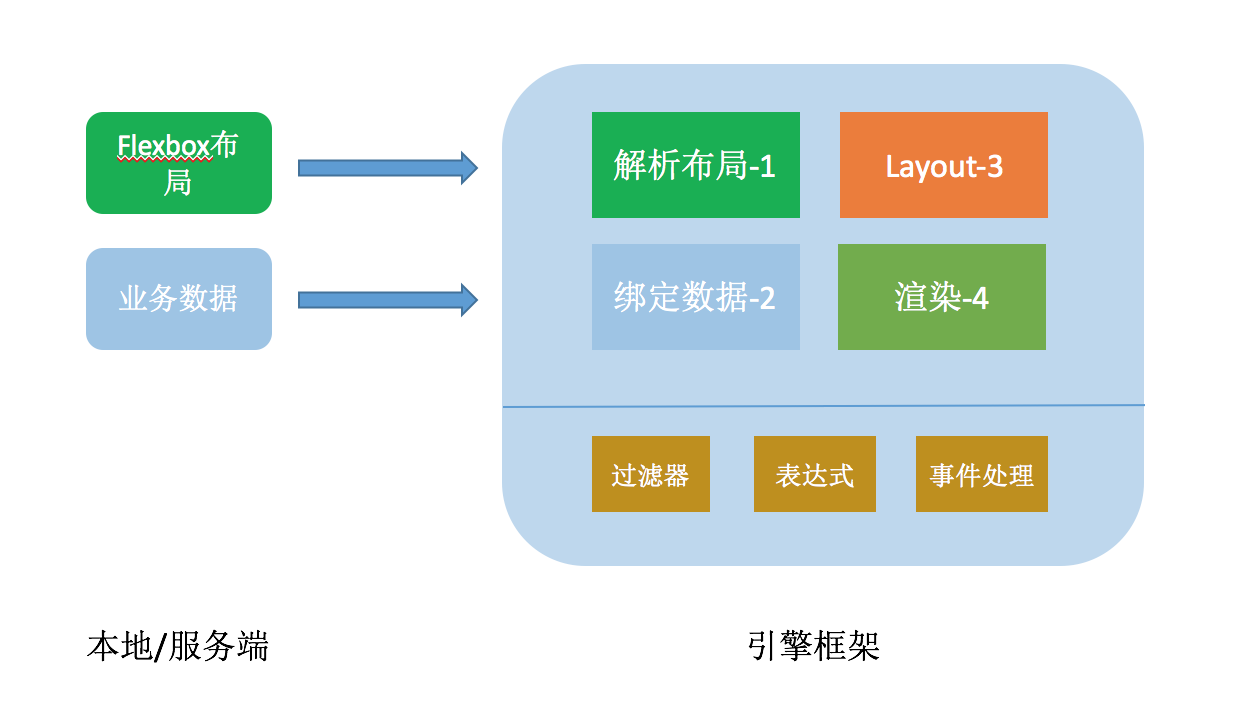 Flexbox布
局
业务数据
解析布局-1
Layout-3
绑定数据-2
渲染-4
过滤器
表达式
事件处理
本地/服务端
引擎框架